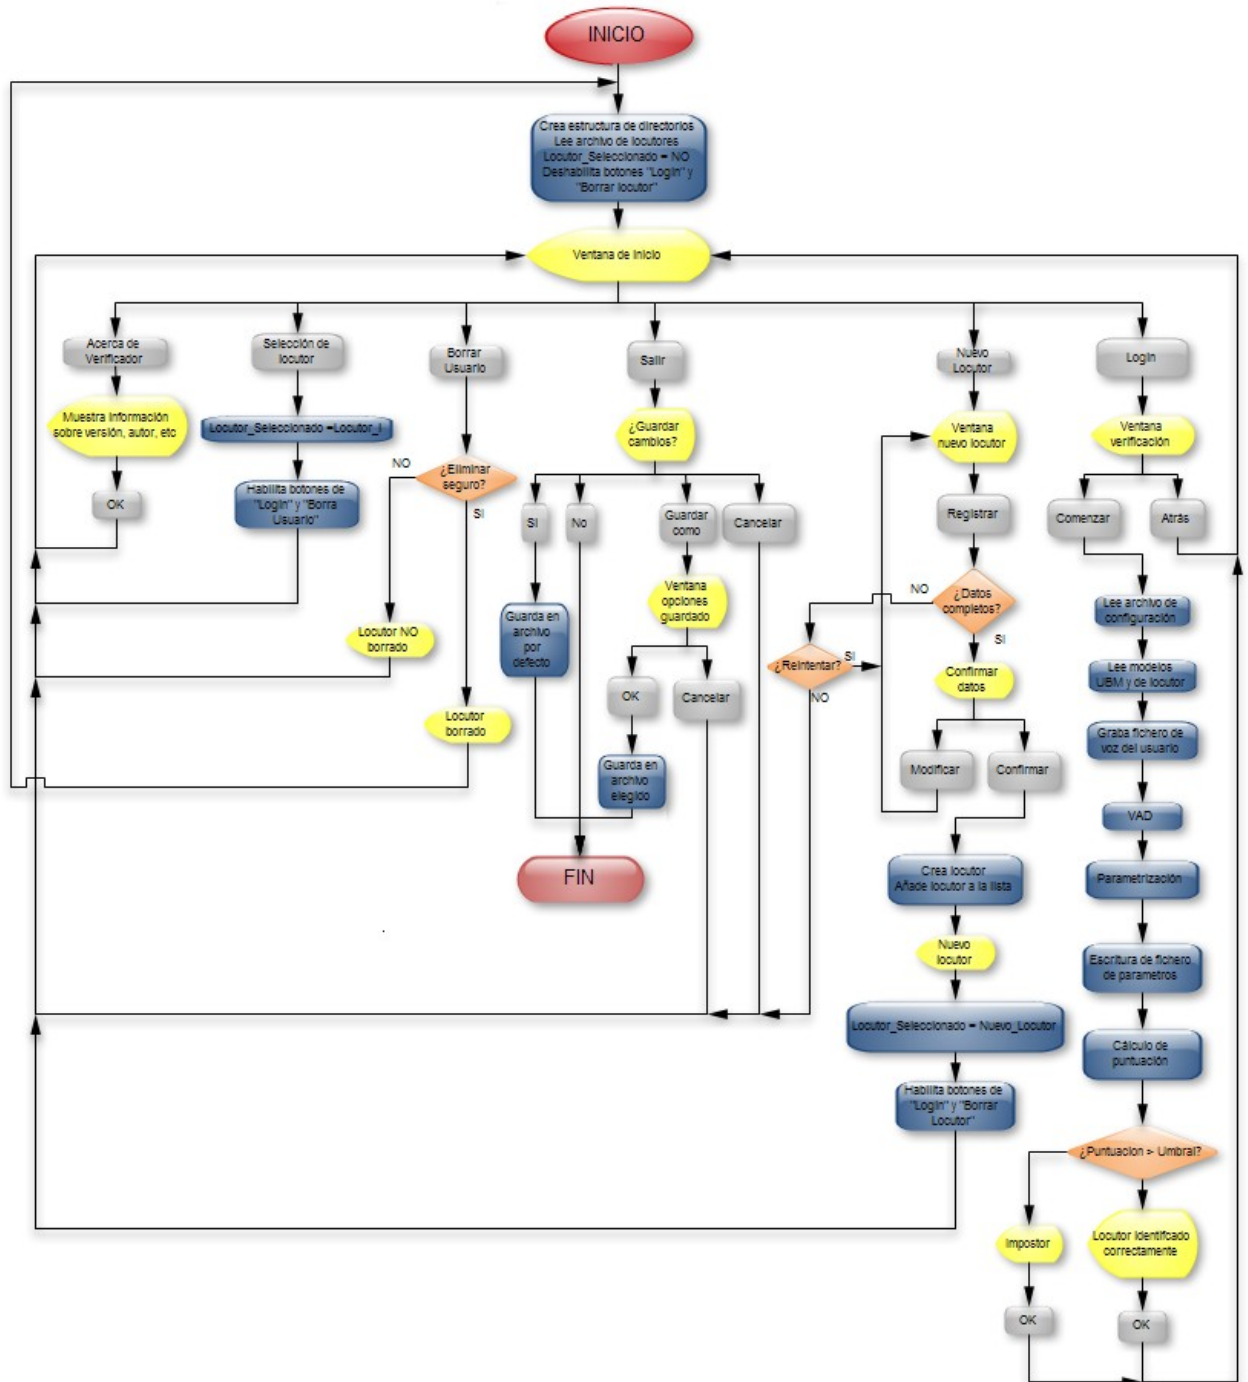 INICIO
Crea estructura de directorios
Lee archivo de locutores
Locutor_Seleccionado = NO
Deshabilita botones "Login" y
"Borrar locutor"
Ventana de Inicio
Acerca de
Verificador
Selección de
locutor
Borrar
Usuario
Salir
Nuevo
Locutor
Login
Muestra Información
sobre versión, autor, etc
Locutor_Seleccionado =Locutor_i
¿Guardar
cambios?
Ventana
nuevo locutor
Ventana
verificación
OK
Habilita botones de
"Login" y "Borra
Usuario"
NO
¿Eliminar
seguro?
SI
SI
No
Guardar
como
Cancelar
Registrar
Comenzar
Atrás
Locutor NO
borrado
Guarda en
archivo
por
defecto
Ventana
opciones
guardado
NO
¿Datos
completos?
SI
Lee archivo de
configuración
¿Reintentar?
SI
NO
Confirmar
datos
Lee modelos
UBM y de locutor
Locutor
borrado
OK
Cancelar
Graba fichero de
voz del usuario
Guarda en
archivo
elegido
Modificar
Confirmar
VAD
FIN
Crea locutor
Añade locutor a la lista
Parametrización
Nuevo
locutor
Escritura de fichero
de parametros
Locutor_Seleccionado = Nuevo_Locutor
Cálculo de
puntuación
Habilita botones de
"Login" y "Borrar
Locutor"
¿Puntuacion > Umbral?
Impostor
Locutor Identifcado
correctamente
OK
OK